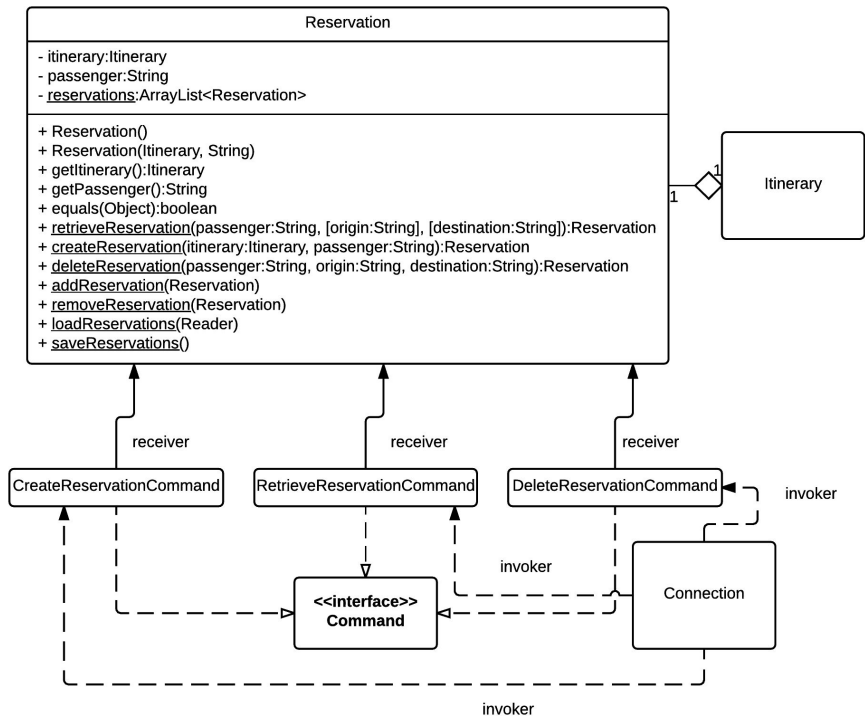 Reservation
- itinerary:Itinerary
- passenger:String
- reservations:ArrayList<Reservation>
+ Reservation()
+ Reservation(Itinerary, String)
+ getItinerary():Itinerary
+ getPassenger():String
+ equals(Object):boolean
+ retrieveReservation(passenger:String, [origin:String], [destination:String]):Reservation
+ createReservation(itinerary:Itinerary, passenger:String):Reservation
+ deleteReservation(passenger:String, origin:String, destination:String):Reservation
+ addReservation(Reservation)
+ removeReservation(Reservation)
+ loadReservations(Reader)
+ saveReservations()
1
1
Itinerary
receiver
receiver
receiver
CreateReservationCommand
RetrieveReservationCommand
DeleteReservationCommand
invoker
invoker
<<interface>>
Command
Connection
invoker